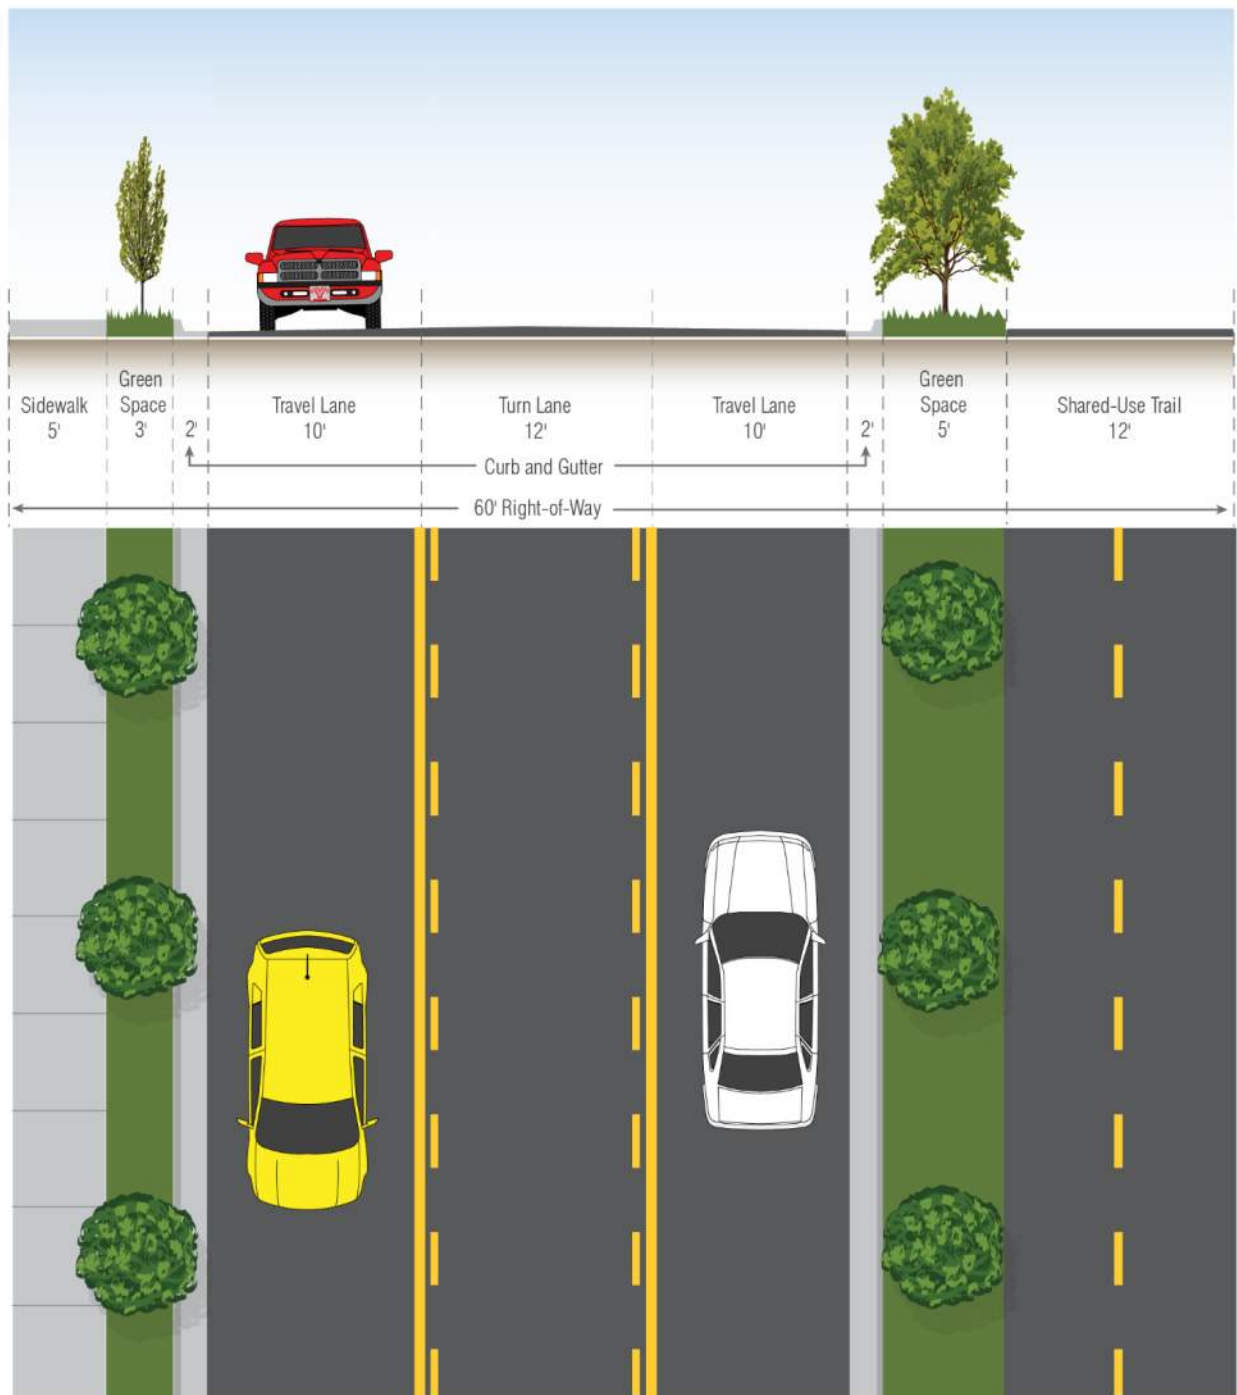 Sidewalk
5'
Green
Space
3'
2'
Travel Lane
10'
Turn Lane
12'
Travel Lane
10'
2'
Green
Space
5'
Shared-Use Trail
12'
Curb and Gutter
60' Right-of-Way